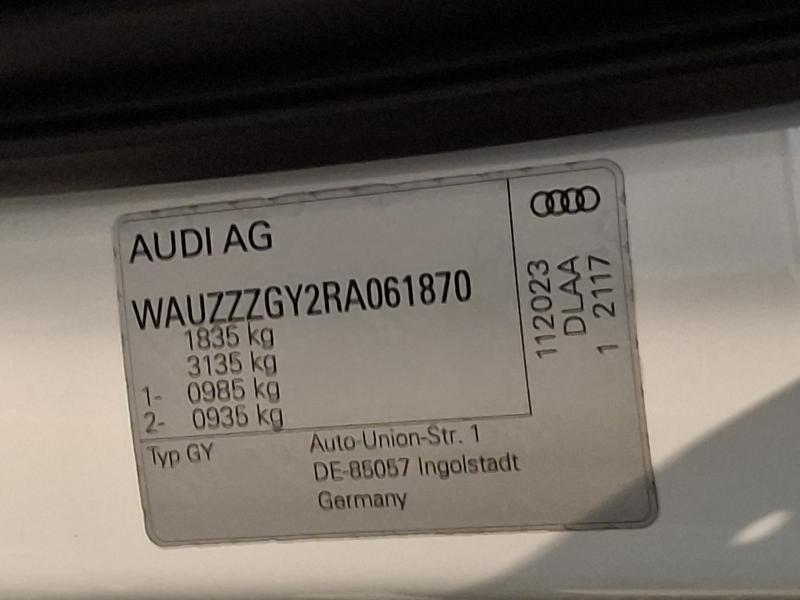 AUDI AG
WAUZZZGY2RA061870
1835 kg
3135 kg
1- 0985 kg
2- 0935 kg
Typ GY
Auto-Union-Str. 1
DE-85057 Ingolstadt
Germany
112023
DLAA
1 2117